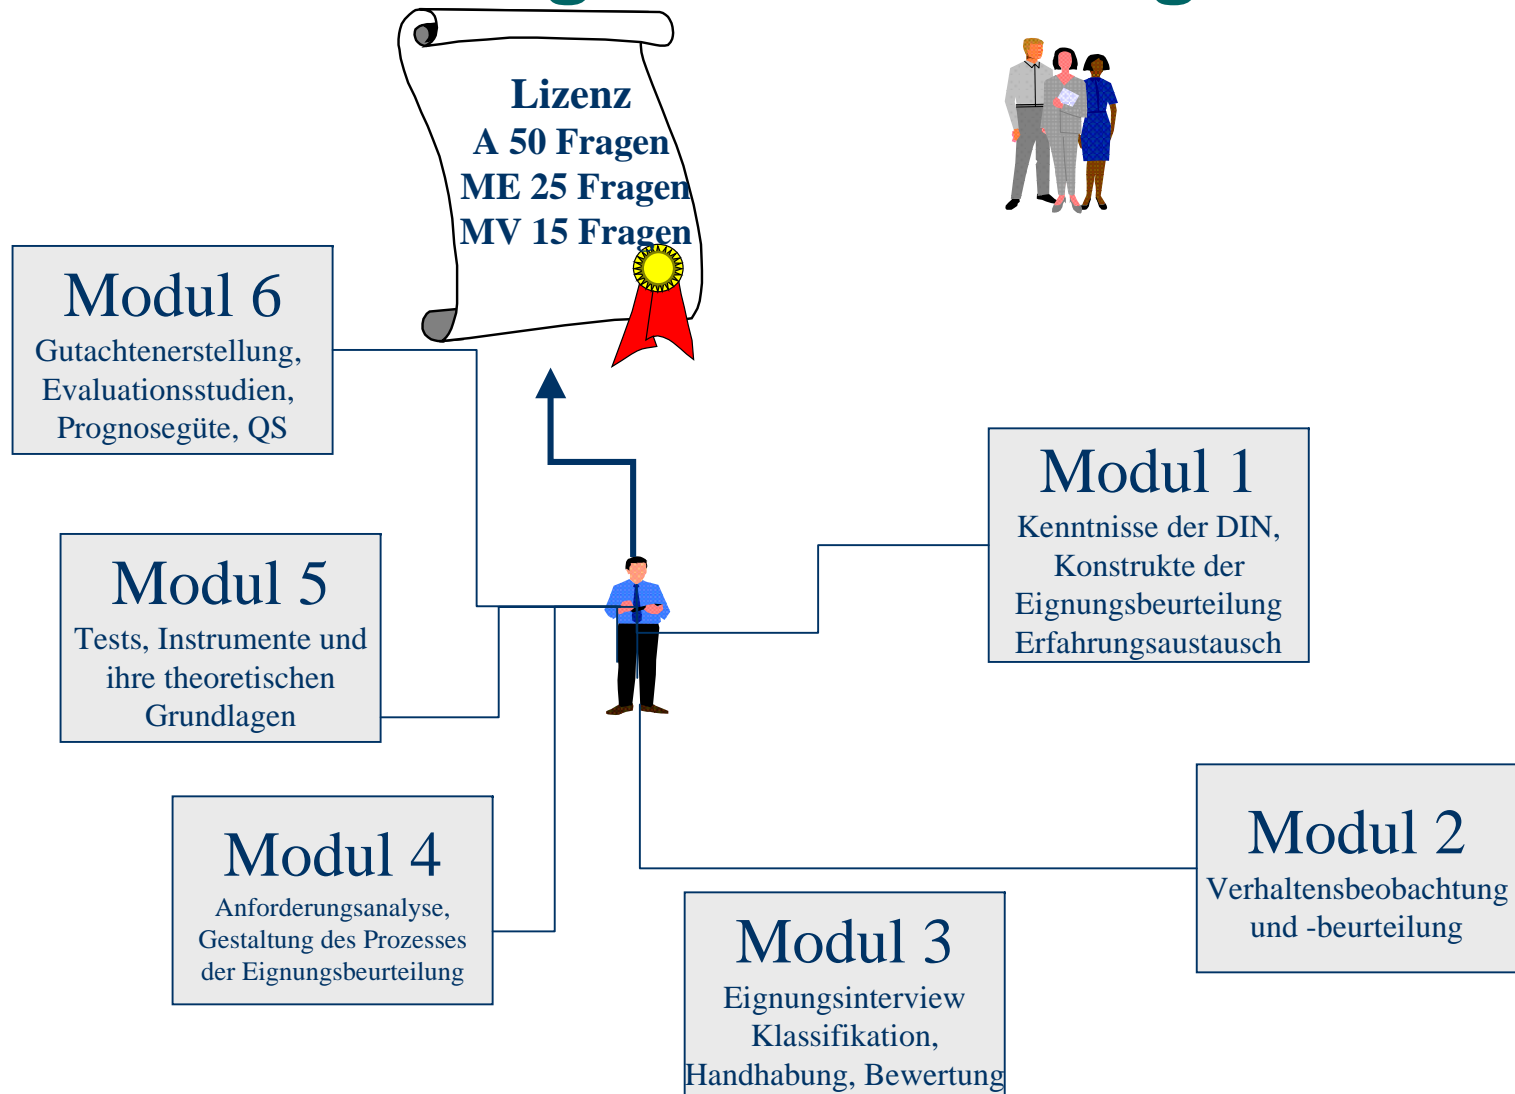 Lizenz
A 50 Fragen
ME 25 Fragen
MV 15 Fragen
Modul 6
Gutachtenerstellung,
Evaluationsstudien,
Prognosegüte, QS
Modul 1
Kenntnisse der DIN,
Konstrukte der
Eignungsbeurteilung
Erfahrungsaustausch
Modul 5
Tests, Instrumente und
ihre theoretischen
Grundlagen
Modul 2
Verhaltensbeobachtung
und -beurteilung
Modul 4
Anforderungsanalyse,
Gestaltung des Prozesses
der Eignungsbeurteilung
Modul 3
Eignungsinterview
Klassifikation,
Handhabung, Bewertung